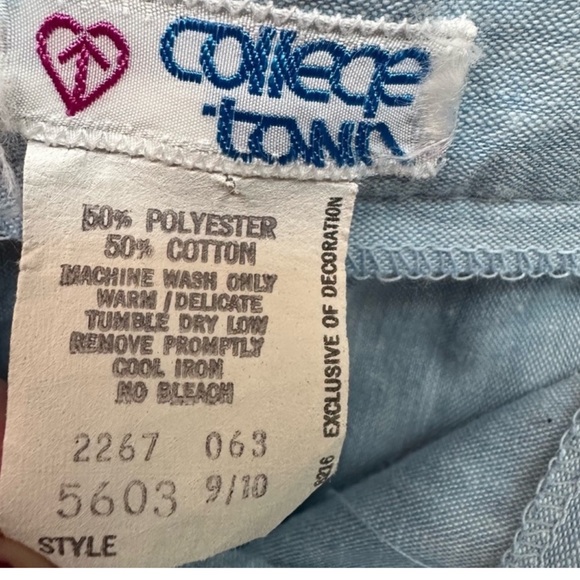 college
-town
50% POLYESTER
50% COTTON
MACHINE WASH ONLY
WARM / DELICATE
TUMBLE DRY LOW
REMOVE PROMPTLY
COOL IRON
NO BLEACH
2267 063
5603 9/10
STYLE
EXCLUSIVE OF DECORATION